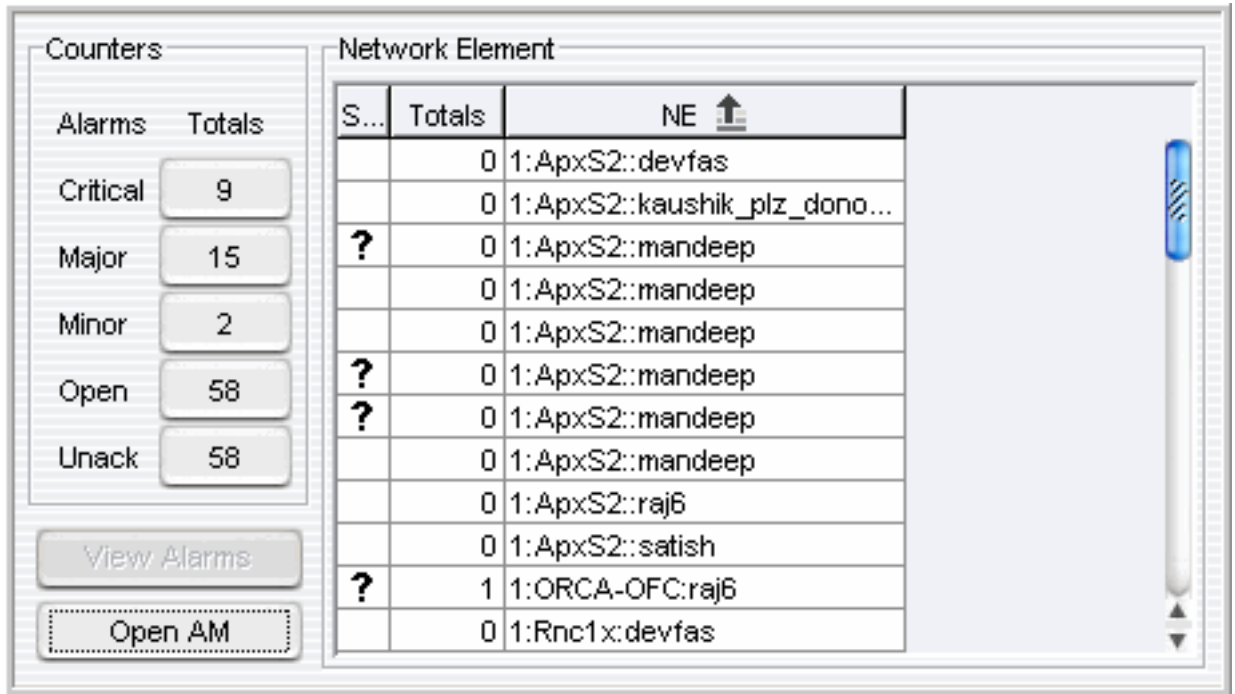 Counters
Alarms Totals
Critical 9
Major 15
Minor 2
Open 58
Unack 58
View Alarms
Open AM
Network Element
S... Totals NE
0 1:ApxS2::devfas
0 1:ApxS2::kaushik_plz_dono...
? 0 1:ApxS2::mandeep
0 1:ApxS2::mandeep
0 1:ApxS2::mandeep
? 0 1:ApxS2::mandeep
? 0 1:ApxS2::mandeep
0 1:ApxS2::mandeep
0 1:ApxS2::raj6
0 1:ApxS2::satish
? 1 1:ORCA-OFC:raj6
0 1:Rnc1x:devfas